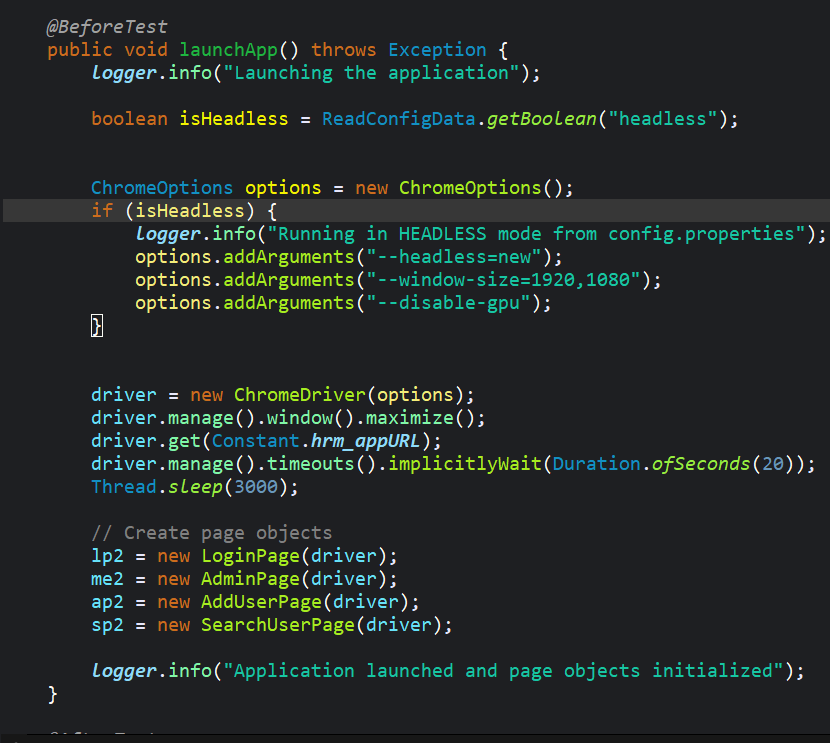 @BeforeTest
public void launchApp() throws Exception {
logger.info("Launching the application");
boolean isHeadless = ReadConfigData.getBoolean("headless");
ChromeOptions options = new ChromeOptions();
if (isHeadless) {
logger.info("Running in HEADLESS mode from config.properties");
options.addArguments("--headless=new");
options.addArguments("--window-size=1920,1080");
options.addArguments("--disable-gpu");
}
driver = new ChromeDriver(options);
driver.manage().window().maximize();
driver.get(Constant.hrm_appURL);
driver.manage().timeouts().implicitlyWait(Duration.ofSeconds(20));
Thread.sleep(3000);
// Create page objects
lp2 = new LoginPage(driver);
me2 = new AdminPage(driver);
ap2 = new AddUserPage(driver);
sp2 = new SearchUserPage(driver);
logger.info("Application launched and page objects initialized");
}